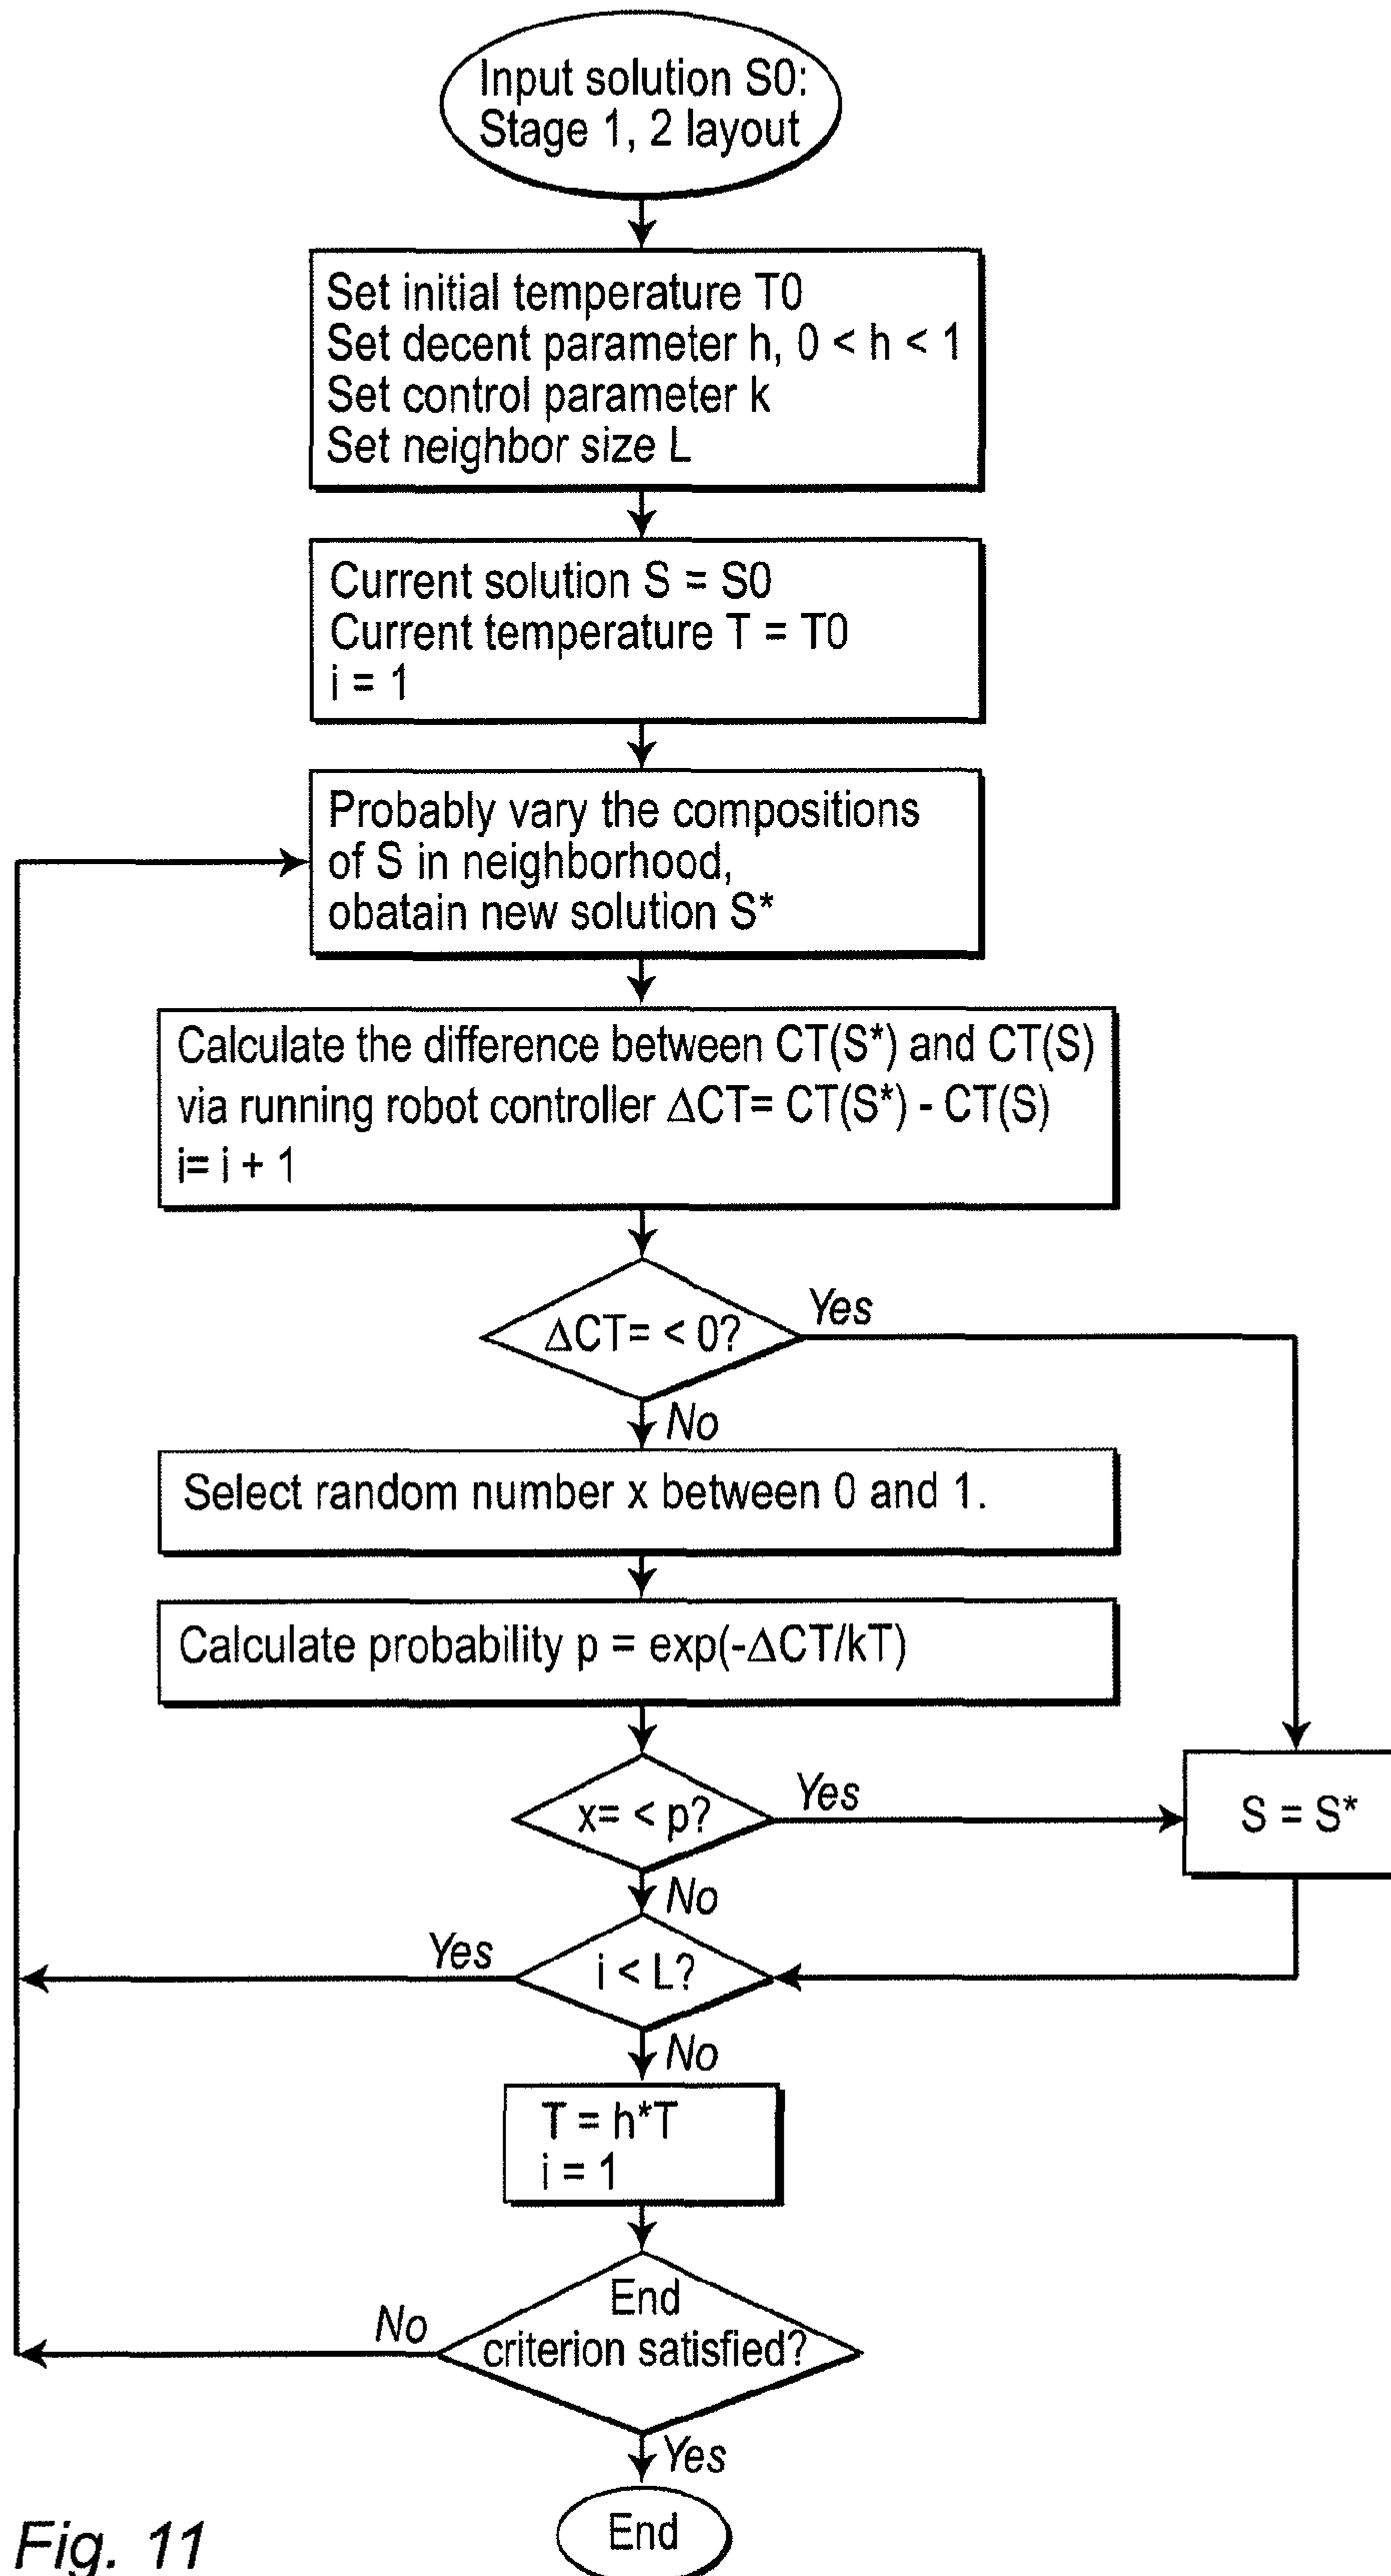 Input solution S0:
Stage 1, 2 layout
Set initial temperature T0
Set decent parameter h, 0 < h < 1
Set control parameter k
Set neighbor size L
Current solution S = S0
Current temperature T = T0
i = 1
Probably vary the compositions
of S in neighborhood,
obatain new solution S*
Calculate the difference between CT(S*) and CT(S)
via running robot controller ΔCT= CT(S*) - CT(S)
i= i + 1
ΔCT= < 0?
Yes
No
Select random number x between 0 and 1.
Calculate probability p = exp(-ΔCT/kT)
x= < p?
Yes
S = S*
No
i < L?
Yes
No
T = h*T
i = 1
End
criterion satisfied?
No
Yes
End
Fig. 11